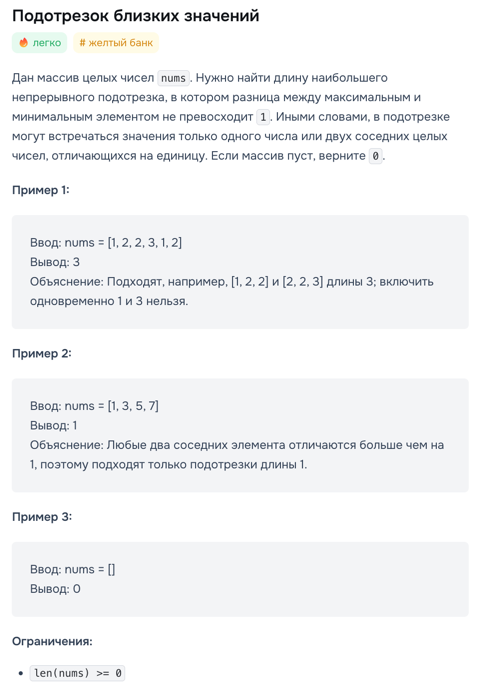 Подотрезок близких значений
🔥 легко # желтый банк
Дан массив целых чисел nums. Нужно найти длину наибольшего
непрерывного подотрезка, в котором разница между максимальным и
минимальным элементом не превосходит 1. Иными словами, в подотрезке
могут встречаться значения только одного числа или двух соседних целых
чисел, отличающихся на единицу. Если массив пуст, верните 0.
Пример 1:
Ввод: nums = [1, 2, 2, 3, 1, 2]
Вывод: 3
Объяснение: Подходят, например, [1, 2, 2] и [2, 2, 3] длины 3; включить
одновременно 1 и 3 нельзя.
Пример 2:
Ввод: nums = [1, 3, 5, 7]
Вывод: 1
Объяснение: Любые два соседних элемента отличаются больше чем на
1, поэтому подходят только подотрезки длины 1.
Пример 3:
Ввод: nums = []
Вывод: 0
Ограничения:
• len(nums) >= 0